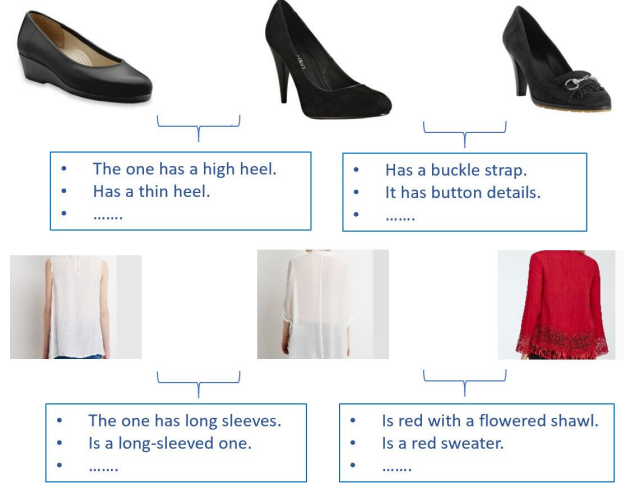 • The one has a high heel.
• Has a thin heel.
• .......
• Has a buckle strap.
• It has button details.
• .......
• The one has long sleeves.
• Is a long-sleeved one.
• .......
• Is red with a flowered shawl.
• Is a red sweater.
• .......